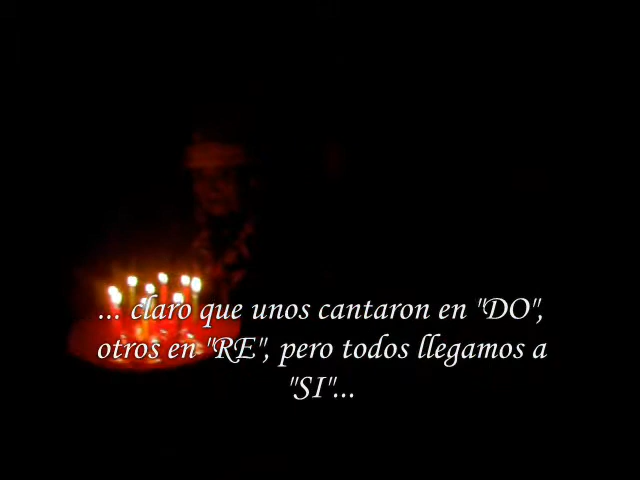 ... claro que unos cantaron en "DO",
otros en "RE", pero todos llegamos a
"SI"...